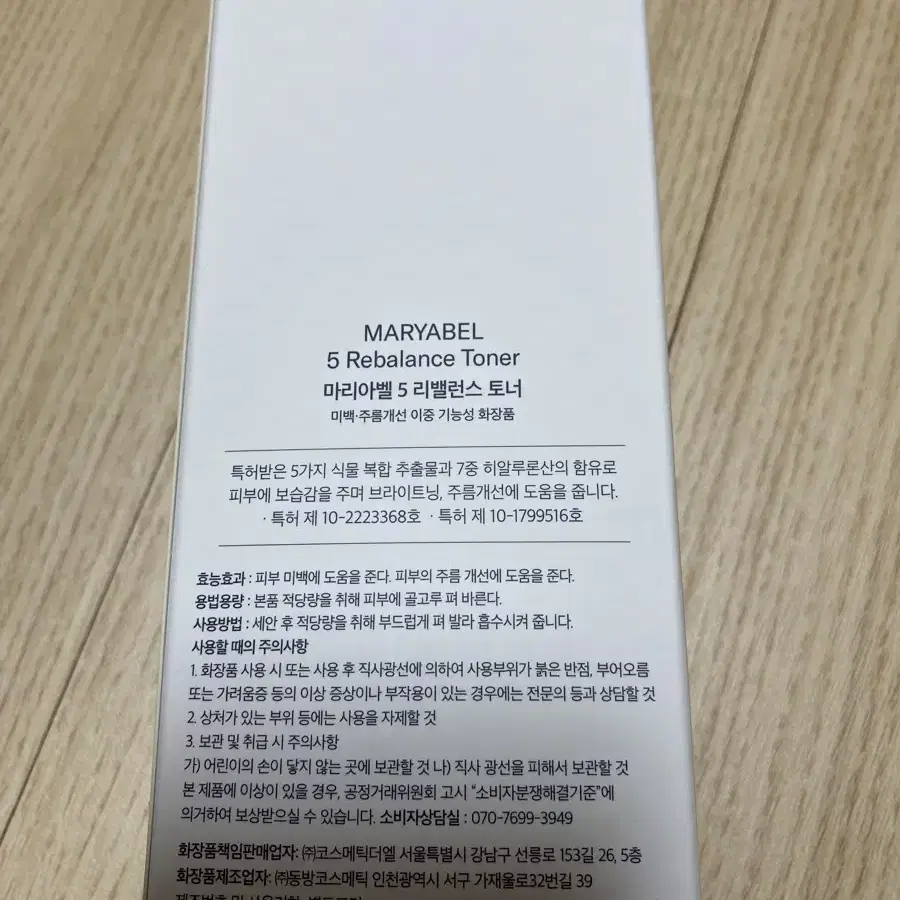 MARYABEL
5 Rebalance Toner
마리아벨 5 리밸런스 토너
미백·주름개선 이중 기능성 화장품
특허받은 5가지 식물 복합 추출물과 7중 히알루론산의 함유로
피부에 보습감을 주며 브라이트닝, 주름개선에 도움을 줍니다.
· 특허 제 10-2223368호 · 특허 제 10-1799516호
효능효과 : 피부 미백에 도움을 준다. 피부의 주름 개선에 도움을 준다.
용법용량 : 본품 적당량을 취해 피부에 골고루 펴 바른다.
사용방법 : 세안 후 적당량을 취해 부드럽게 펴 발라 흡수시켜 줍니다.
사용할 때의 주의사항
1. 화장품 사용 시 또는 사용 후 직사광선에 의하여 사용부위가 붉은 반점, 부어오름
또는 가려움증 등의 이상 증상이나 부작용이 있는 경우에는 전문의 등과 상담할 것
2. 상처가 있는 부위 등에는 사용을 자제할 것
3. 보관 및 취급 시 주의사항
가) 어린이의 손이 닿지 않는 곳에 보관할 것 나) 직사 광선을 피해서 보관할 것
본 제품에 이상이 있을 경우, 공정거래위원회 고시 “소비자분쟁해결기준”에
의거하여 보상받으실 수 있습니다. 소비자상담실 : 070-7699-3949
화장품책임판매업자: ㈜코스메틱더엘 서울특별시 강남구 선릉로 153길 26, 5층
화장품제조업자: ㈜동방코스메틱 인천광역시 서구 가재울로32번길 39